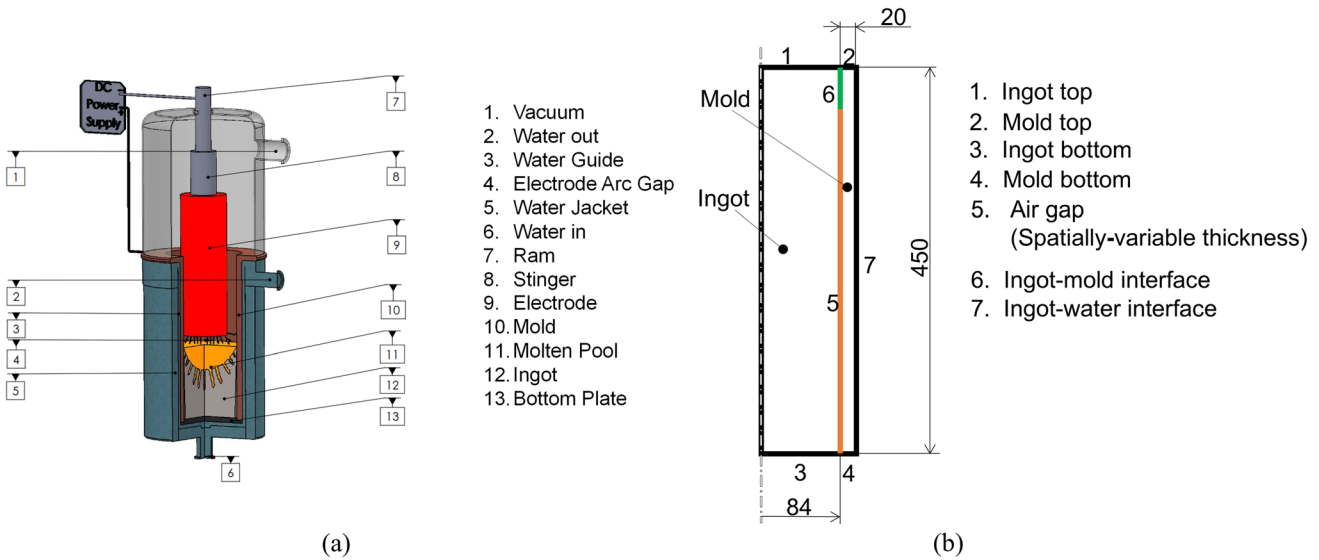 DC
Power
Supply
+
7
1
8
9
2
10
3
4
11
5
12
13
6
1. Vacuum
2. Water out
3. Water Guide
4. Electrode Arc Gap
5. Water Jacket
6. Water in
7. Ram
8. Stinger
9. Electrode
10. Mold
11. Molten Pool
12. Ingot
13. Bottom Plate
(a)
20
1
2
6
Mold
Ingot
450
7
5
3
4
84
1. Ingot top
2. Mold top
3. Ingot bottom
4. Mold bottom
5. Air gap
(Spatially-variable thickness)
6. Ingot-mold interface
7. Ingot-water interface
(b)